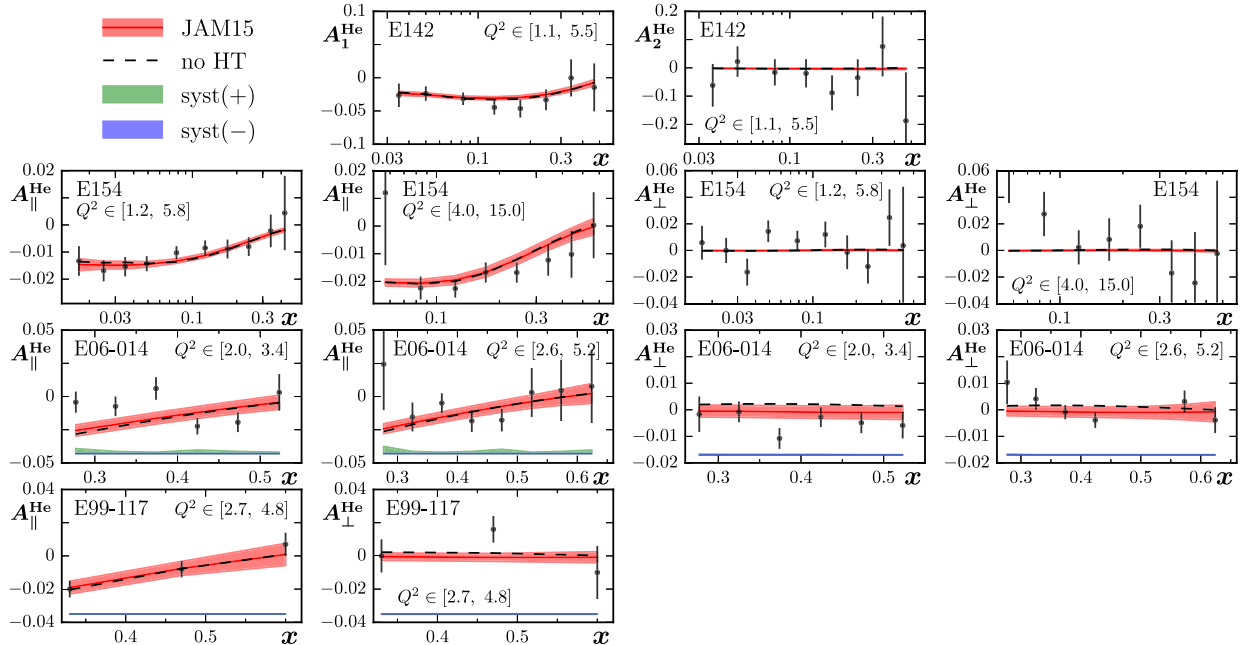 JAM15
no HT
syst(+)
syst(−)
A₁ᴴᵉ
E142
Q² ∈ [1.1, 5.5]
0.1
0
−0.05
−0.1
0.03
0.1
0.3
x
A₂ᴴᵉ
E142
Q² ∈ [1.1, 5.5]
0.2
0.1
0
−0.2
0.03
0.1
0.3
x
A∥ᴴᵉ
E154
Q² ∈ [1.2, 5.8]
0.02
0.01
0
−0.01
−0.02
0.03
0.1
0.3
x
A∥ᴴᵉ
E154
Q² ∈ [4.0, 15.0]
0.02
0.01
0
−0.01
−0.02
0.1
0.3
x
A⊥ᴴᵉ
E154
Q² ∈ [1.2, 5.8]
0.06
0.02
0
−0.02
−0.04
0.03
0.1
0.3
x
A⊥ᴴᵉ
E154
Q² ∈ [4.0, 15.0]
0.06
0.02
0
−0.02
−0.04
0.1
0.3
x
A∥ᴴᵉ
E06-014
Q² ∈ [2.0, 3.4]
0.05
0
−0.05
0.3
0.4
0.5
x
A∥ᴴᵉ
E06-014
Q² ∈ [2.6, 5.2]
0.05
0
−0.05
0.3
0.4
0.5
0.6
x
A⊥ᴴᵉ
E06-014
Q² ∈ [2.0, 3.4]
0.03
0.01
0
−0.01
−0.02
0.3
0.4
0.5
x
A⊥ᴴᵉ
E06-014
Q² ∈ [2.6, 5.2]
0.03
0.01
0
−0.01
−0.02
0.3
0.4
0.5
0.6
x
A∥ᴴᵉ
E99-117
Q² ∈ [2.7, 4.8]
0.04
0
−0.02
−0.04
0.4
0.5
x
A⊥ᴴᵉ
E99-117
Q² ∈ [2.7, 4.8]
0.04
0
−0.02
−0.04
0.4
0.5
x